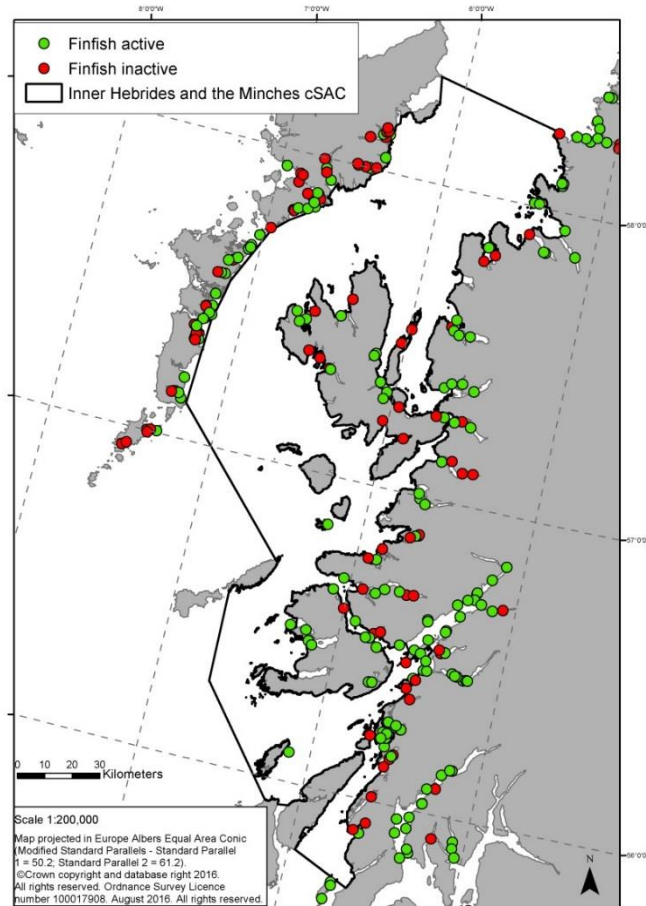 8°0'0"W 7°0'0"W 6°0'0"W
Finfish active
Finfish inactive
Inner Hebrides and the Minches cSAC
58°0'0"N
57°0'0"N
56°0'0"N
0 10 20 30
Kilometers
Scale 1:200,000
Map projected in Europe Albers Equal Area Conic
(Modified Standard Parallels - Standard Parallel
1 = 50.2; Standard Parallel 2 = 61.2).
©Crown copyright and database right 2016.
All rights reserved. Ordnance Survey Licence
number 100017908. August 2016. All rights reserved.
N